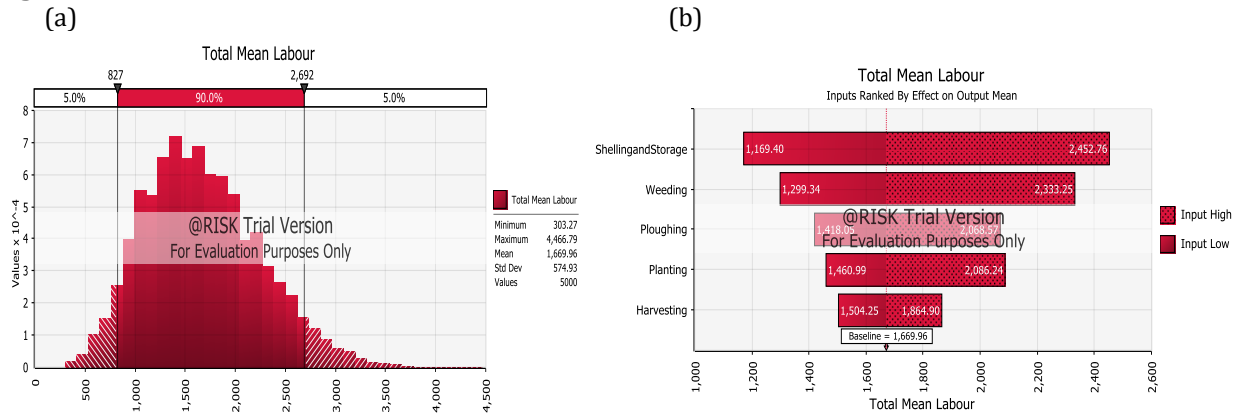 (a)
Total Mean Labour
827 2,692
5.0% 90.0% 5.0%
8
7
6
5
4
3
2
1
0
Values x 10^-4
0 500 1,000 1,500 2,000 2,500 3,000 3,500 4,000 4,500
@RISK Trial Version
For Evaluation Purposes Only
Total Mean Labour
Minimum 303.27
Maximum 4,466.79
Mean 1,669.96
Std Dev 574.93
Values 5000
(b)
Total Mean Labour
Inputs Ranked By Effect on Output Mean
ShellingandStorage 1,169.40 2,452.76
Weeding 1,299.34 2,333.25
Ploughing 1,418.05 2,068.57
Planting 1,460.99 2,086.24
Harvesting 1,504.25 1,864.90
@RISK Trial Version
For Evaluation Purposes Only
Baseline = 1,669.96
1,000 1,200 1,400 1,600 1,800 2,000 2,200 2,400 2,600
Total Mean Labour
Input High
Input Low